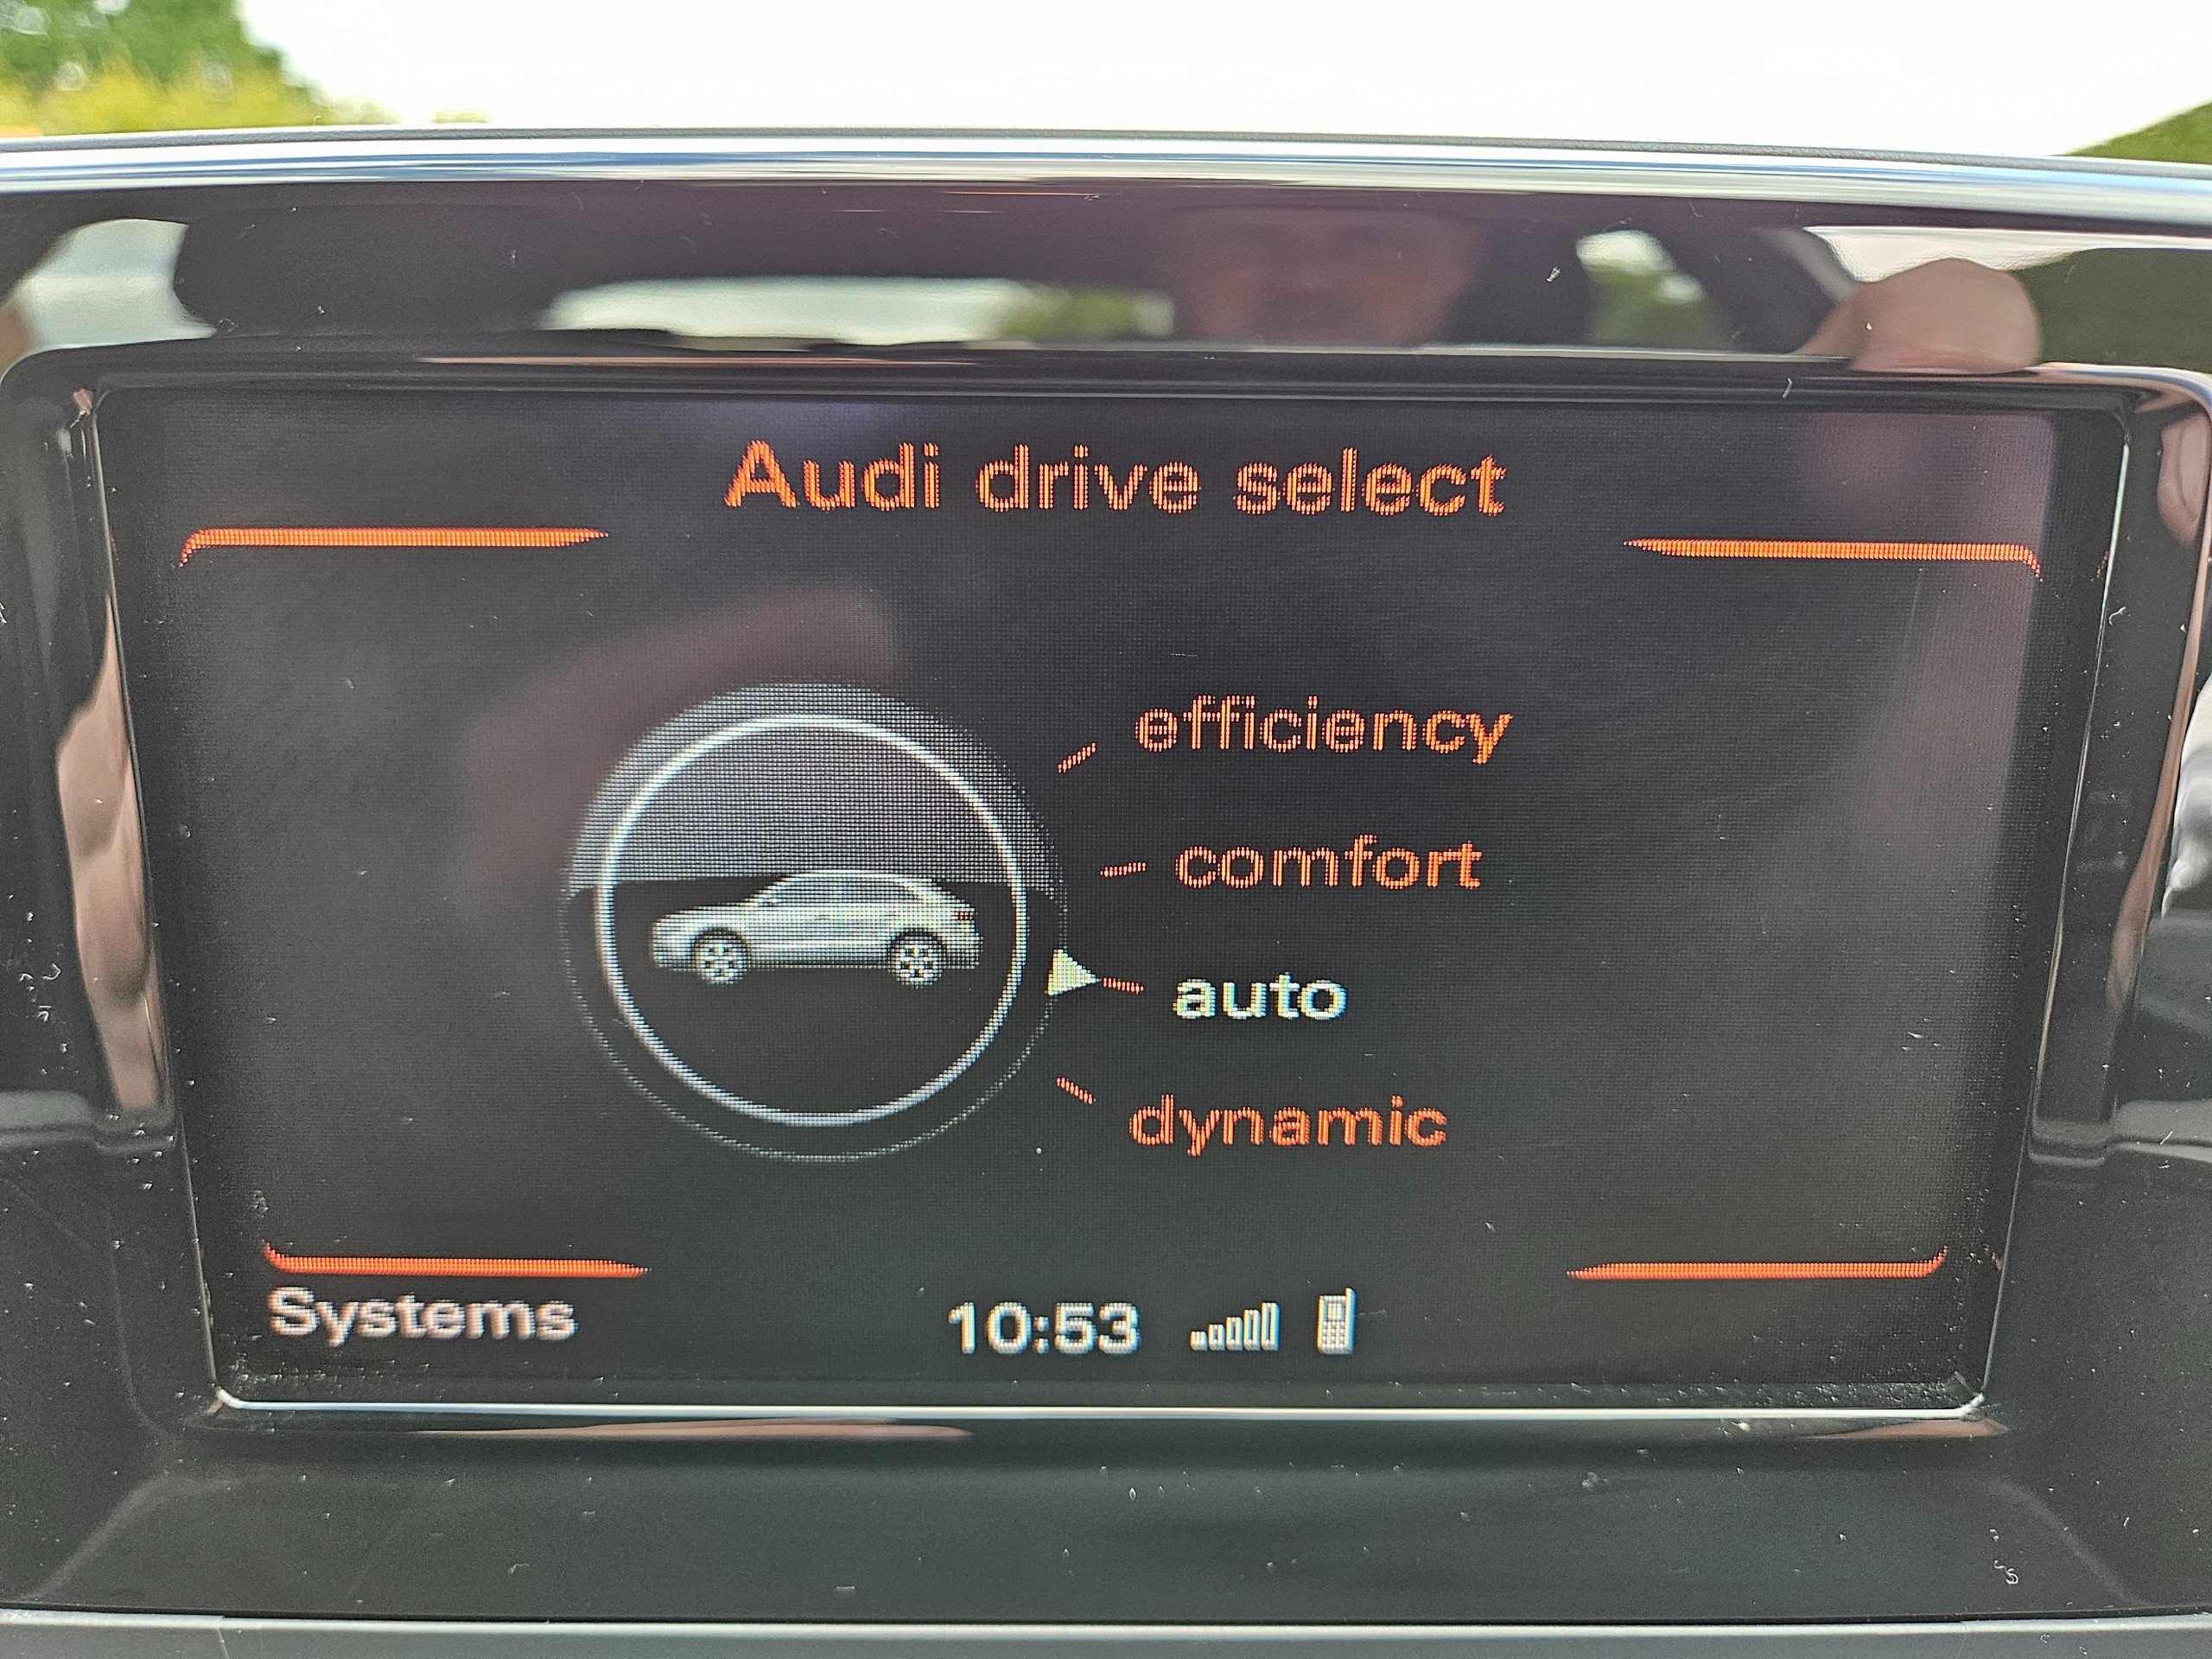 Audi drive select
efficiency
comfort
auto
dynamic
Systems
10:53